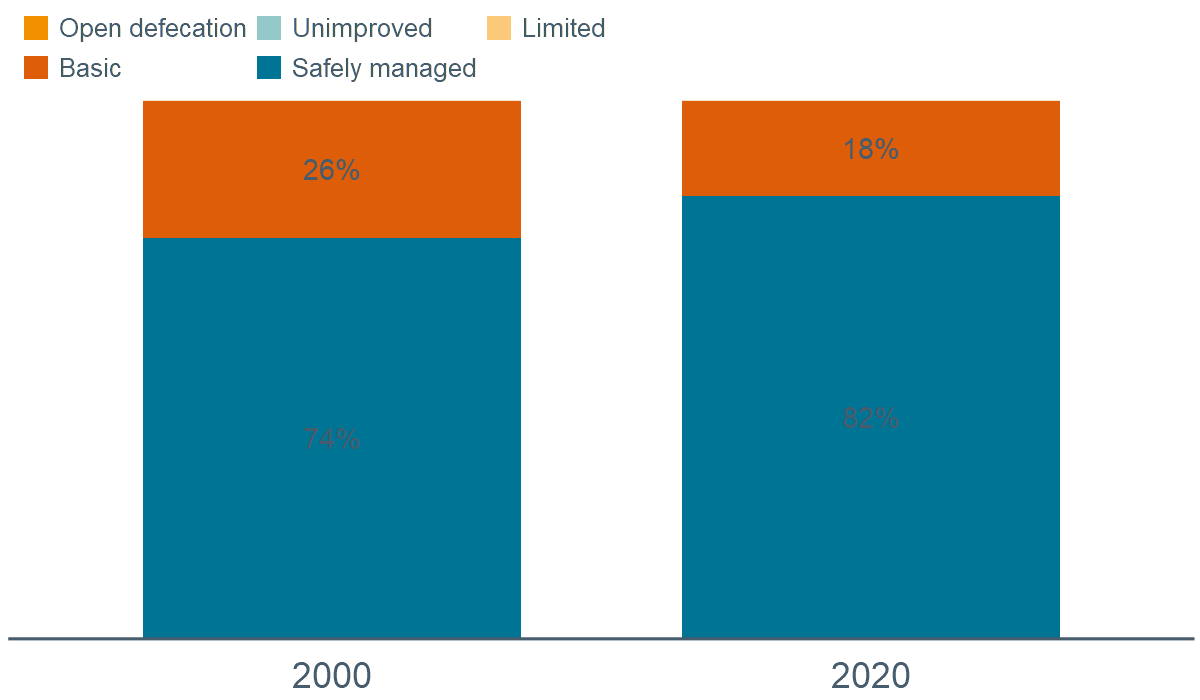 Open defecation Unimproved Limited
Basic Safely managed
26%
18%
74%
82%
2000 2020